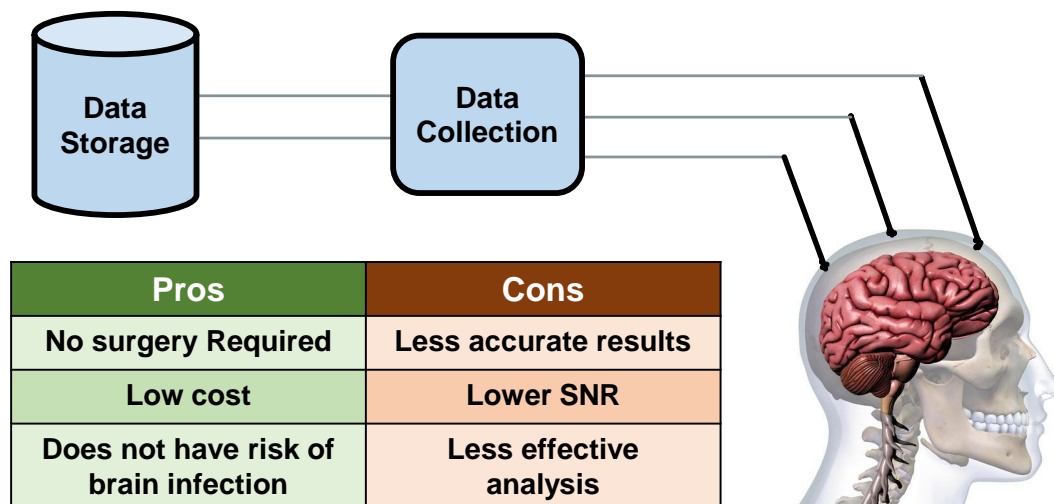 Data
Storage
Data
Collection
Pros
Cons
No surgery Required
Less accurate results
Low cost
Lower SNR
Does not have risk of
brain infection
Less effective
analysis